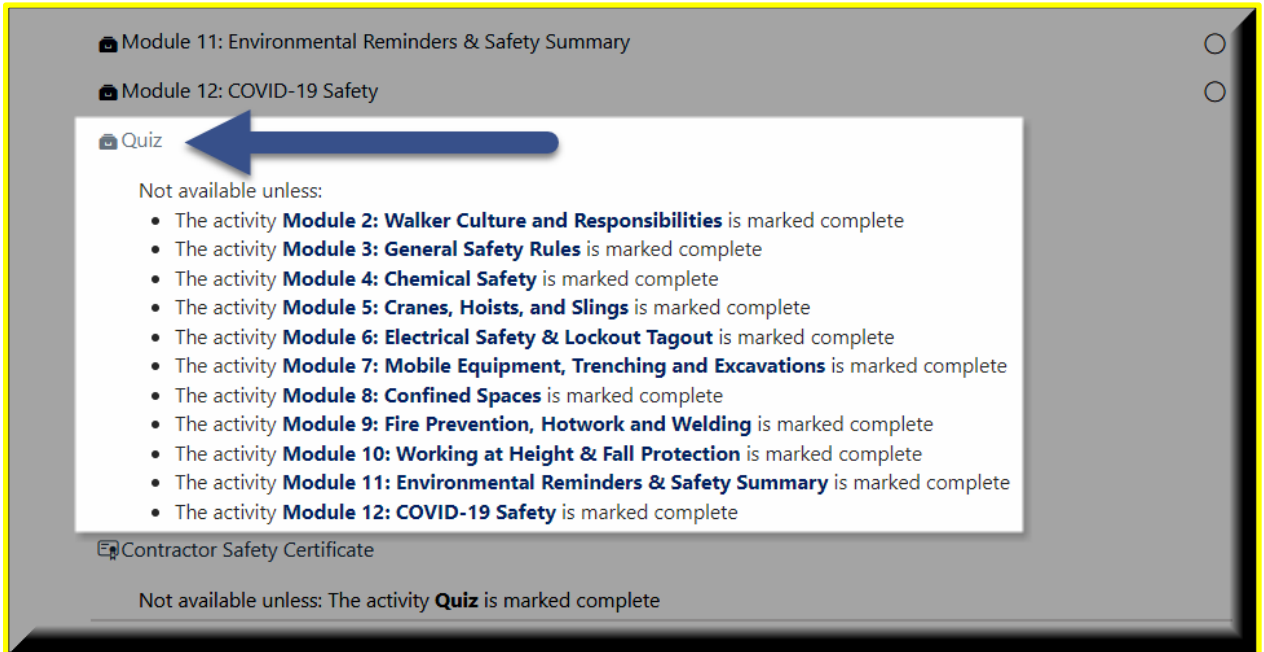 Module 11: Environmental Reminders & Safety Summary
Module 12: COVID-19 Safety
Quiz
Not available unless:
• The activity Module 2: Walker Culture and Responsibilities is marked complete
• The activity Module 3: General Safety Rules is marked complete
• The activity Module 4: Chemical Safety is marked complete
• The activity Module 5: Cranes, Hoists, and Slings is marked complete
• The activity Module 6: Electrical Safety & Lockout Tagout is marked complete
• The activity Module 7: Mobile Equipment, Trenching and Excavations is marked complete
• The activity Module 8: Confined Spaces is marked complete
• The activity Module 9: Fire Prevention, Hotwork and Welding is marked complete
• The activity Module 10: Working at Height & Fall Protection is marked complete
• The activity Module 11: Environmental Reminders & Safety Summary is marked complete
• The activity Module 12: COVID-19 Safety is marked complete
Contractor Safety Certificate
Not available unless: The activity Quiz is marked complete